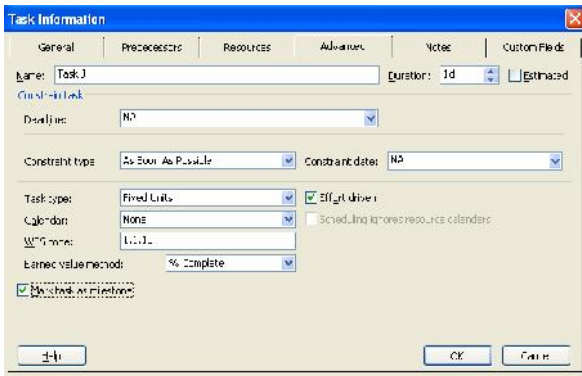 Task Information
General Predecessors Resources Advanced Notes Custom Fields
Name: Task J Duration: 1d Estimated
Constrain task
Deadline: NA
Constraint type: As Soon As Possible Constraint date: NA
Task type: Fixed Units Effort driven
Calendar: None Scheduling ignores resource calendars
WBS code:
Earned value method: % Complete
Mark task as milestone
Help OK Cancel